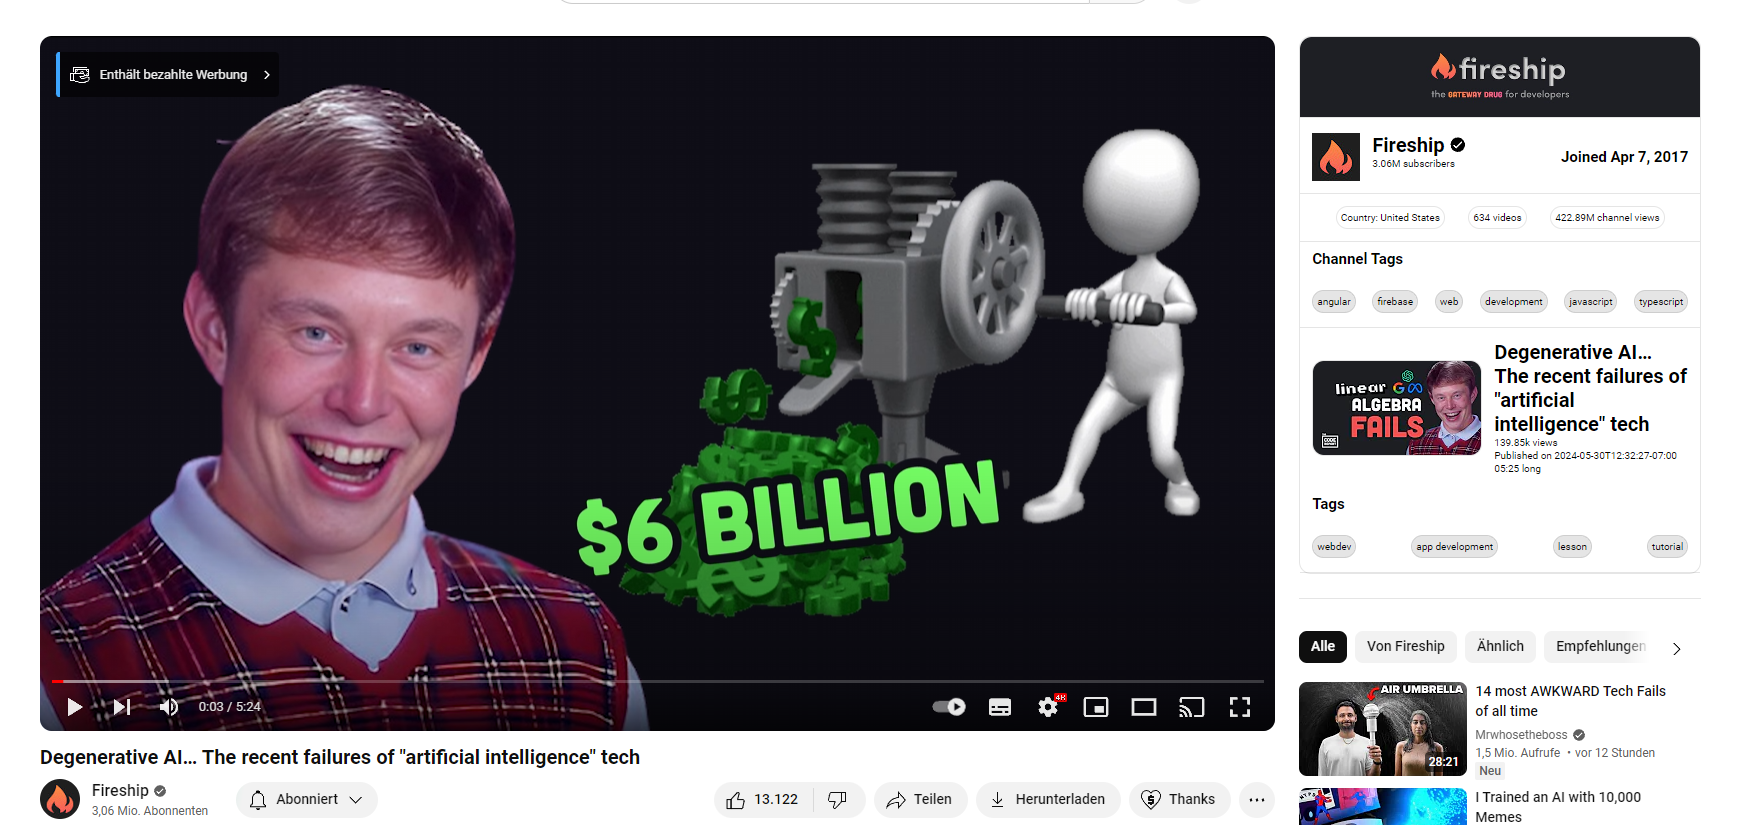 Enthält bezahlte Werbung
$6 BILLION
0:03 / 5:24
4K
Degenerative AI... The recent failures of "artificial intelligence" tech
Fireship
3,06 Mio. Abonnenten
Abonniert
13.122
Teilen
Herunterladen
Thanks
fireship
the GATEWAY DRUG for developers
Fireship
3.06M subscribers
Joined Apr 7, 2017
Country: United States
634 videos
422.89M channel views
Channel Tags
angular
firebase
web
development
javascript
typescript
linear
ALGEBRA
FAILS
THE CODE REPORT
Degenerative AI...
The recent failures of
"artificial
intelligence" tech
139.85k views
Published on 2024-05-30T12:32:27-07:00
05:25 long
Tags
webdev
app development
lesson
tutorial
Alle
Von Fireship
Ähnlich
Empfehlungen
AIR UMBRELLA
28:21
14 most AWKWARD Tech Fails
of all time
Mrwhosetheboss
1,5 Mio. Aufrufe • vor 12 Stunden
Neu
I Trained an AI with 10,000
Memes